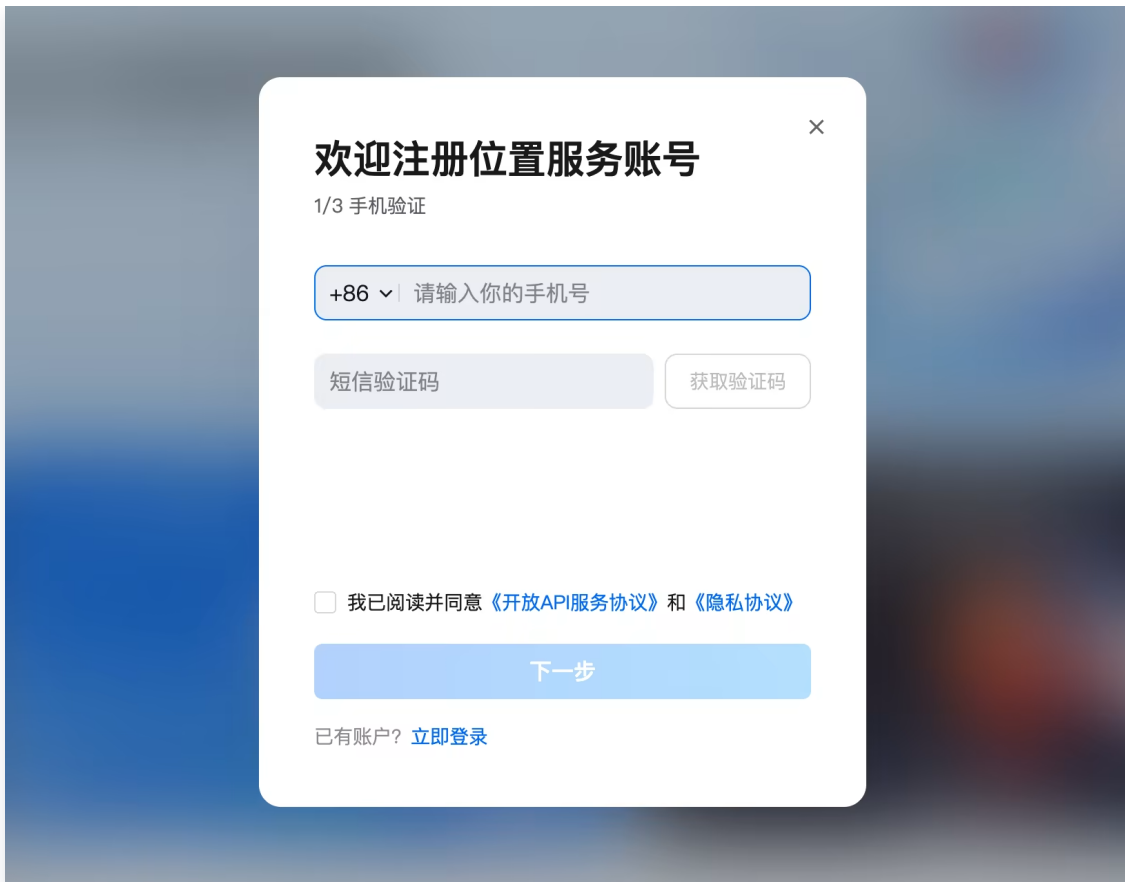 欢迎注册位置服务账号
1/3 手机验证
+86 请输入你的手机号
短信验证码 获取验证码
我已阅读并同意《开放API服务协议》和《隐私协议》
下一步
已有账户？立即登录